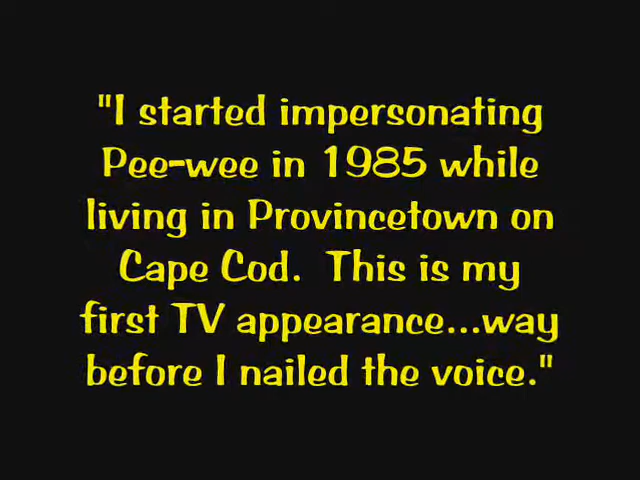 "I started impersonating
Pee-wee in 1985 while
living in Provincetown on
Cape Cod.  This is my
first TV appearance...way
before I nailed the voice."